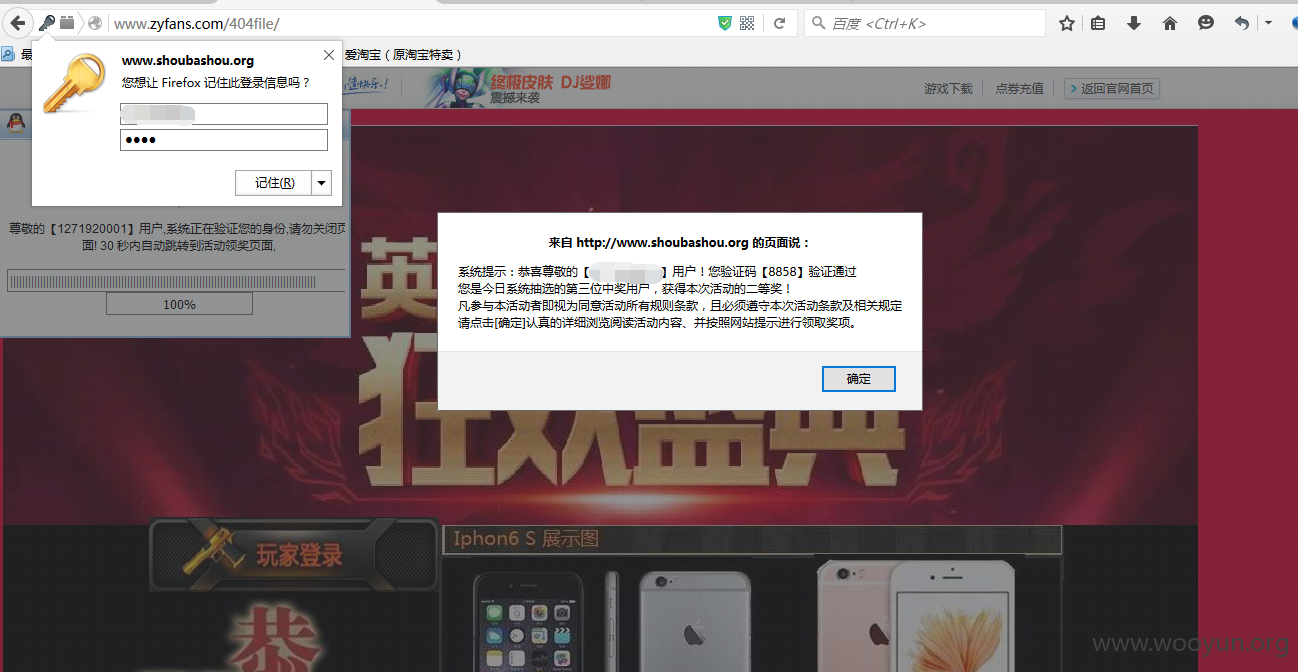 www.zyfans.com/404file/
百度 <Ctrl+K>
最
爱淘宝（原淘宝特卖）
www.shoubashou.org
您想让 Firefox 记住此登录信息吗？
●●●●
记住(R)
终极皮肤 DJ娑娜
震撼来袭
游戏下载
点券充值
> 返回官网首页
尊敬的【1271920001】用户,系统正在验证您的身份,请勿关闭页
面! 30 秒内自动跳转到活动领奖页面,
100%
来自 http://www.shoubashou.org 的页面说：
系统提示：恭喜尊敬的【 】用户！您验证码【8858】验证通过
您是今日系统抽选的第三位中奖用户，获得本次活动的二等奖！
凡参与本活动者即视为同意活动所有规则条款，且必须遵守本次活动条款及相关规定
请点击[确定]认真的详细浏览阅读活动内容、并按照网站提示进行领取奖项。
确定
英
狂欢盛典
玩家登录
Iphon6 S 展示图
恭
www.wooyun.org